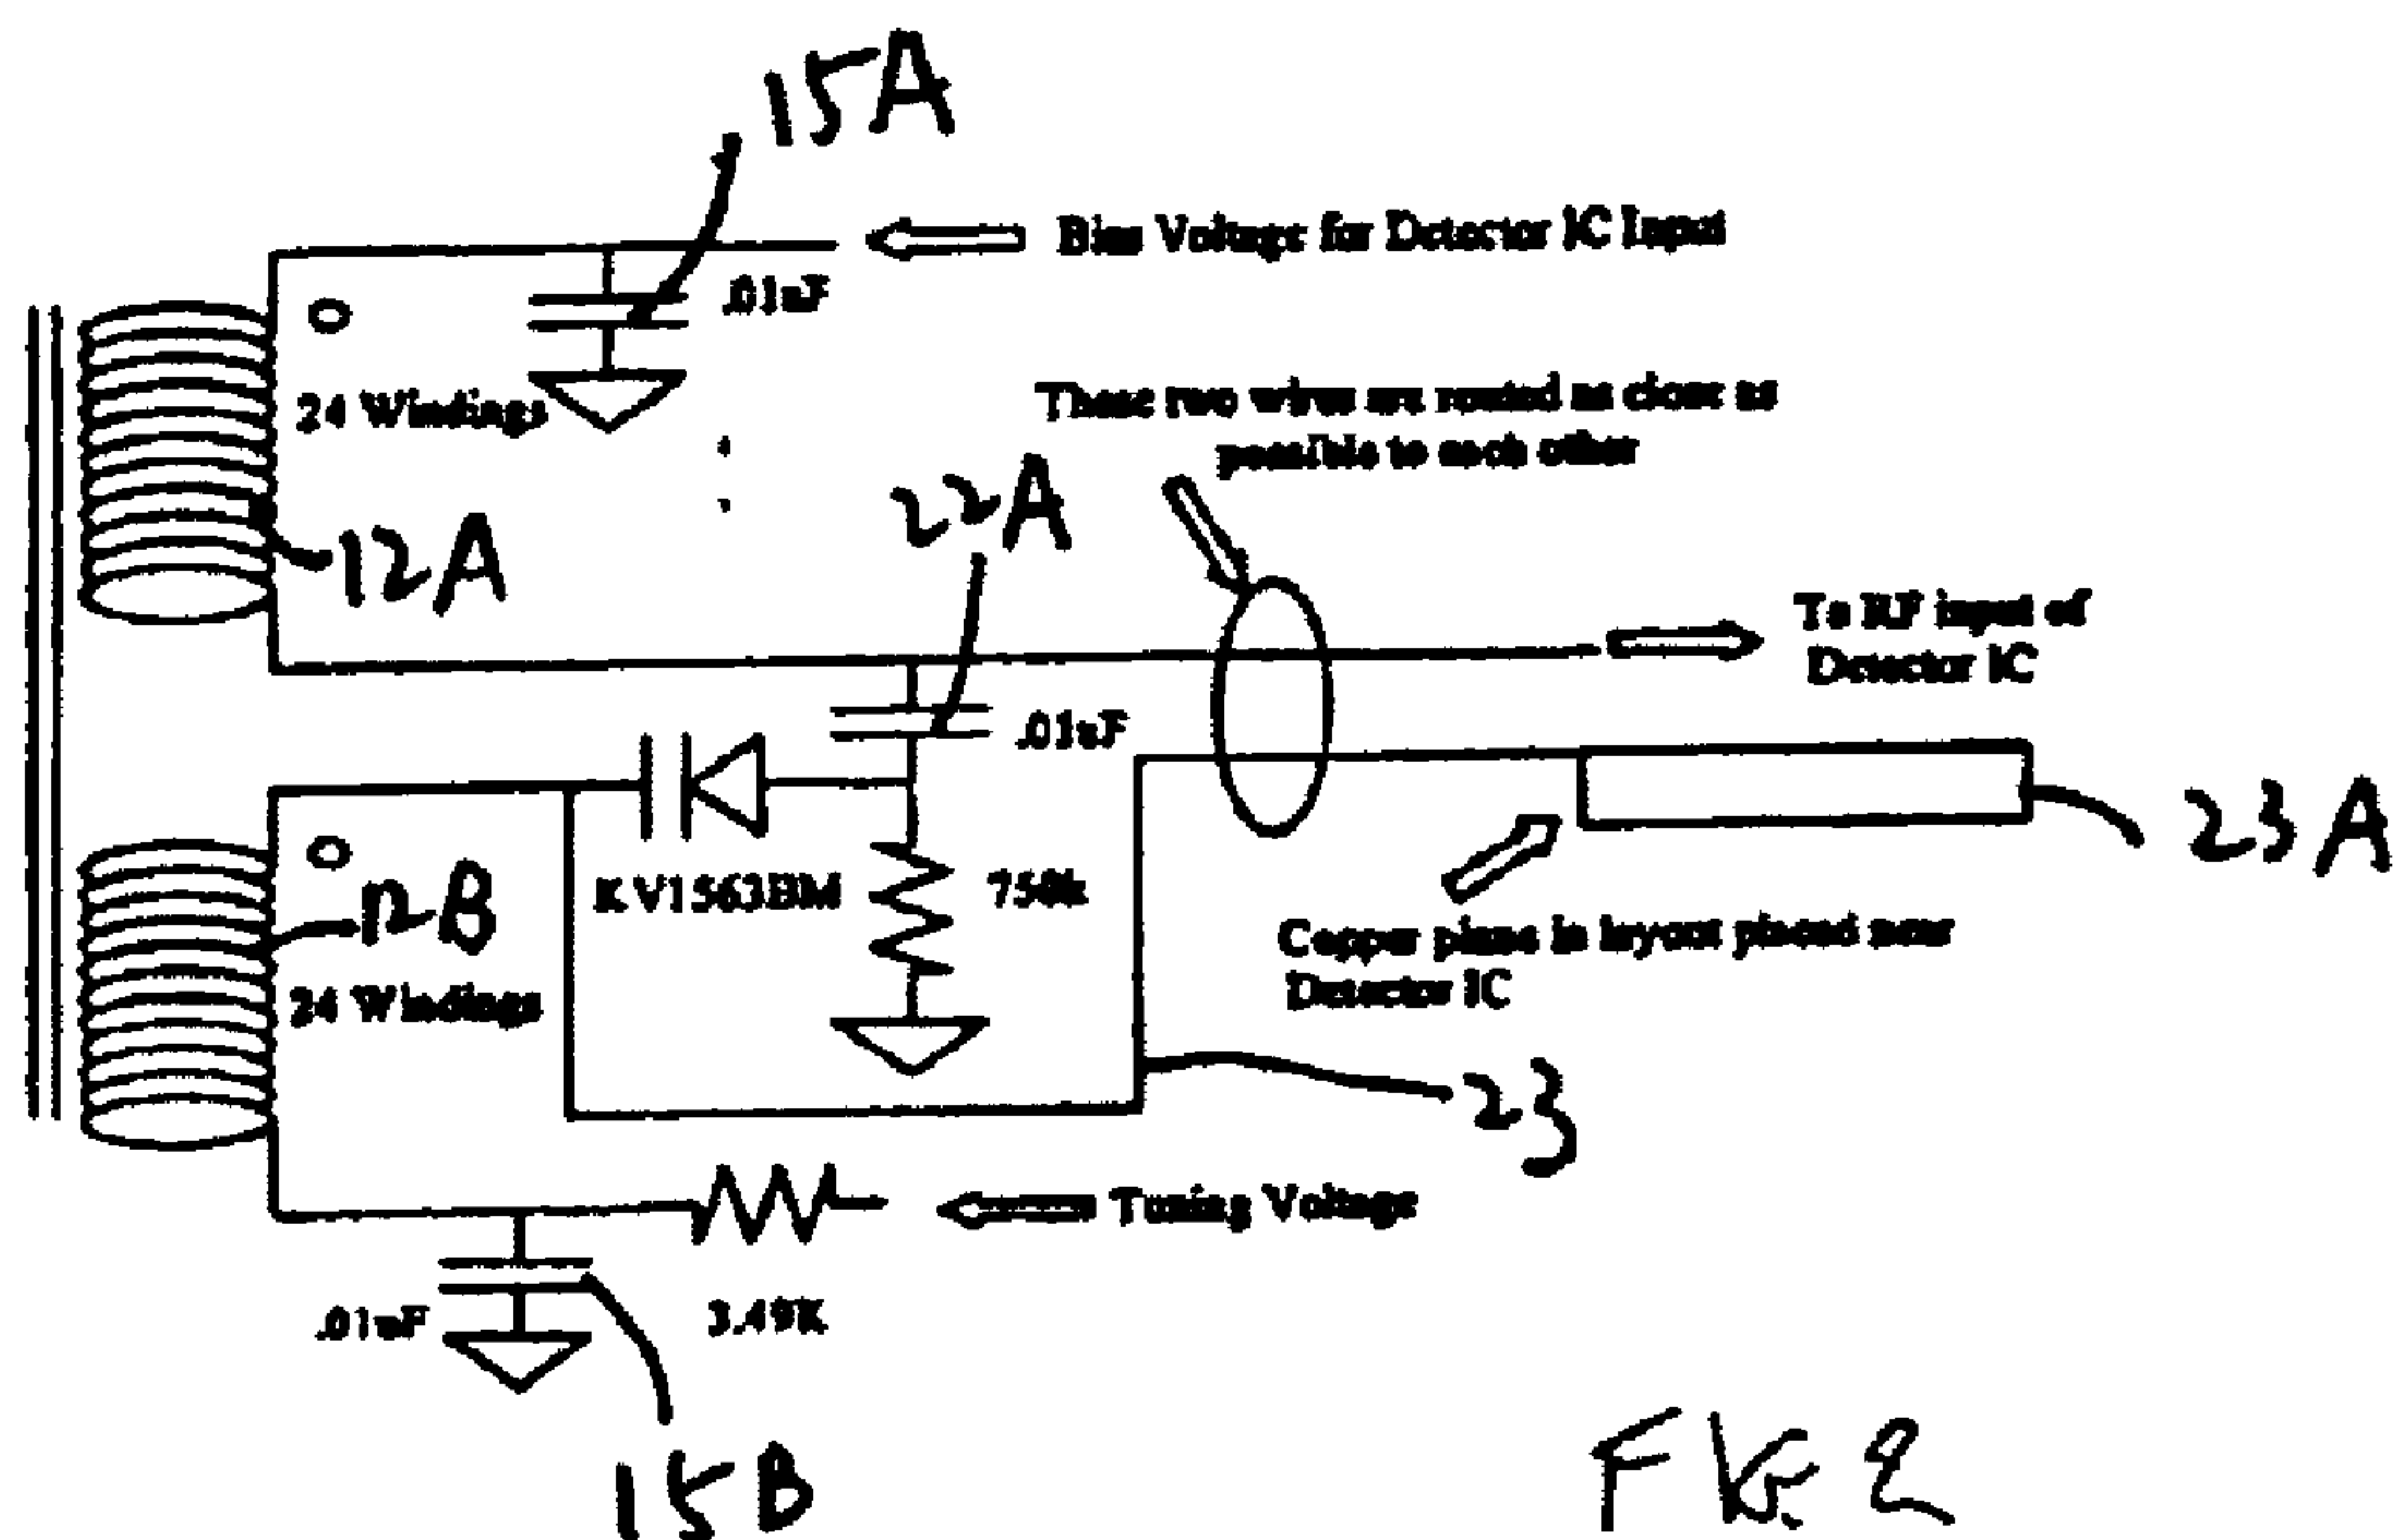 15A
Bias Voltage for Detector IC Input
.01uF
These two wires are routed as close as
possible to each other
24 Windings
22A
12A
To RF input of
Detector IC
.01uF
23A
12B
KV1563BM
750k
Copper plane in layout placed near
Detector IC
24 Windings
23
Tuning Voltage
.01uF
3.49K
15B
FIG 2